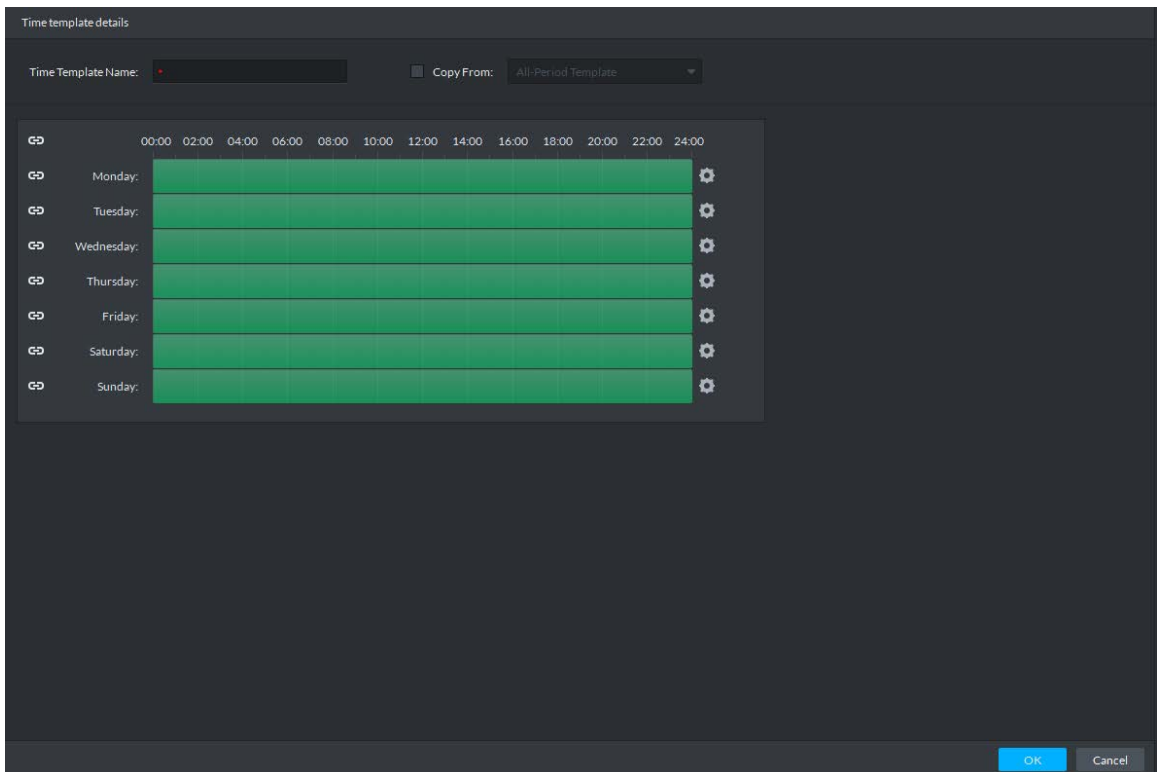 Time template details
Time Template Name: * Copy From: All-Period Template
00:00 02:00 04:00 06:00 08:00 10:00 12:00 14:00 16:00 18:00 20:00 22:00 24:00
Monday:
Tuesday:
Wednesday:
Thursday:
Friday:
Saturday:
Sunday:
OK Cancel